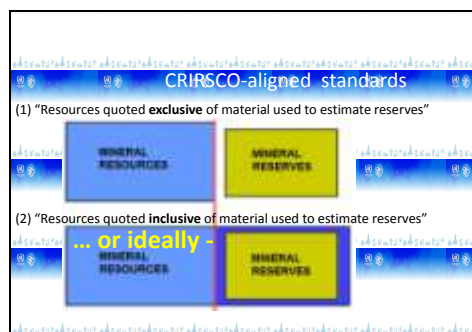 CRIRSCO-aligned standards
(1) “Resources quoted exclusive of material used to estimate reserves”
MINERAL
RESOURCES
MINERAL
RESERVES
(2) “Resources quoted inclusive of material used to estimate reserves”
… or ideally -
MINERAL
RESOURCES
MINERAL
RESERVES